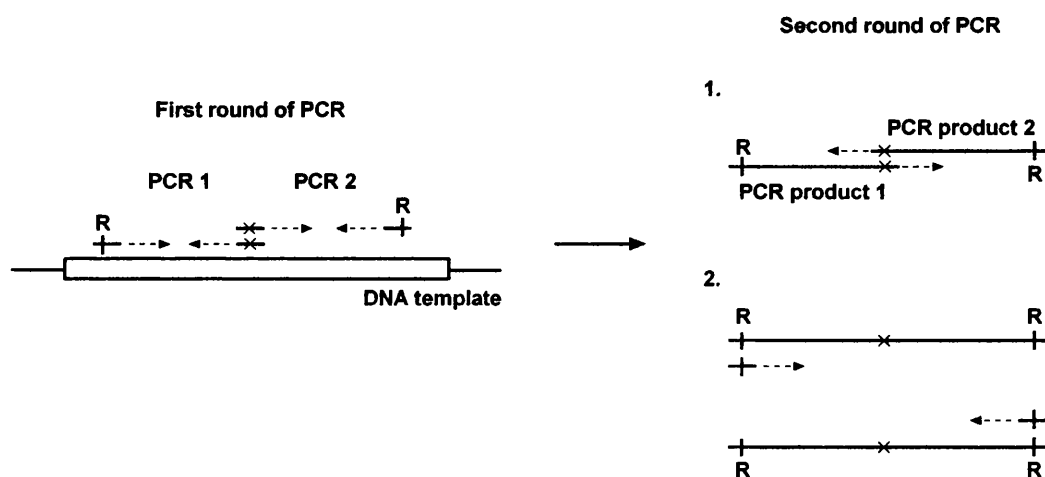 Second round of PCR
First round of PCR
1.
PCR product 2
R
R
PCR product 1
PCR 1 PCR 2
R
R
DNA template
2.
R R
R R